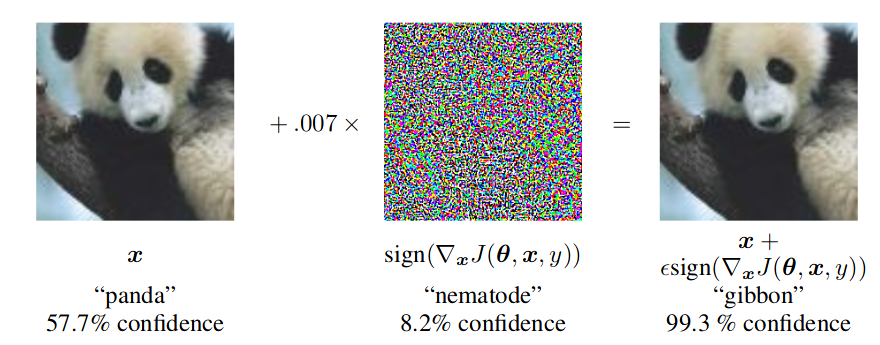 + .007 ×
=
x
sign(∇ₓJ(θ, x, y))
x +
ϵsign(∇ₓJ(θ, x, y))
“panda”
“nematode”
“gibbon”
57.7% confidence
8.2% confidence
99.3 % confidence